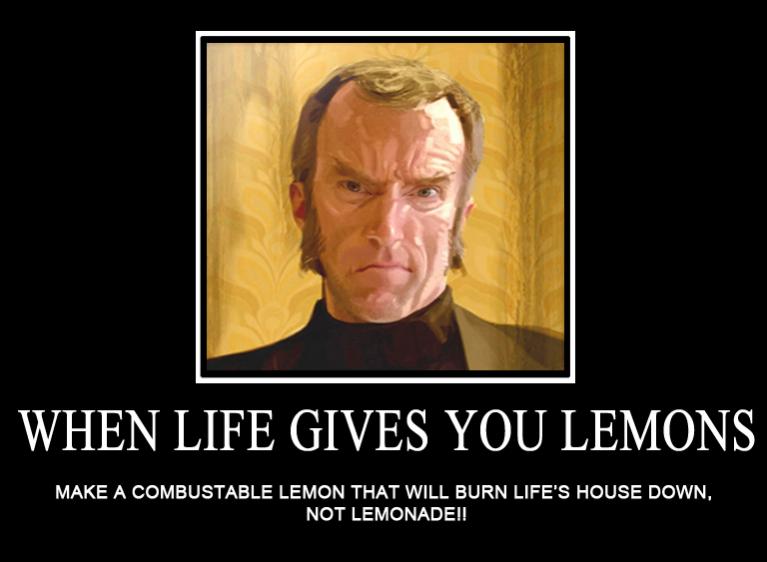 WHEN LIFE GIVES YOU LEMONS
MAKE A COMBUSTABLE LEMON THAT WILL BURN LIFE'S HOUSE DOWN,
NOT LEMONADE!!